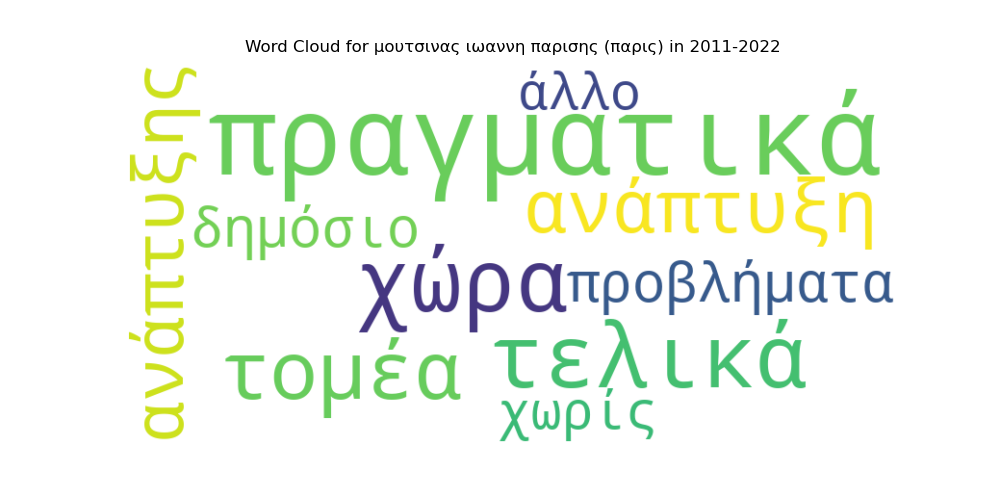 Word Cloud for μουτσινας ιωαννη παρισης (παρις) in 2011-2022
άλλο
πραγματικά
ανάπτυξης
ανάπτυξη
δημόσιο
χώρα
προβλήματα
τελικά
τομέα
χωρίς